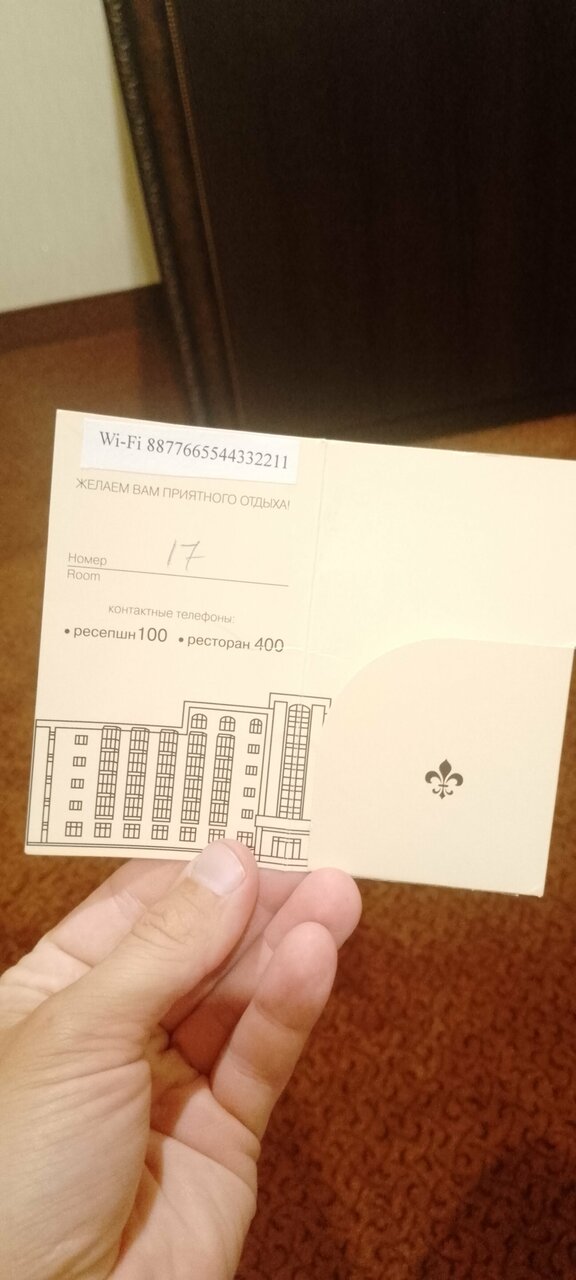 Wi-Fi 8877665544332211
ЖЕЛАЕМ ВАМ ПРИЯТНОГО ОТДЫХА!
Номер 17
Room
контактные телефоны:
• ресепшн 100 • ресторан 400